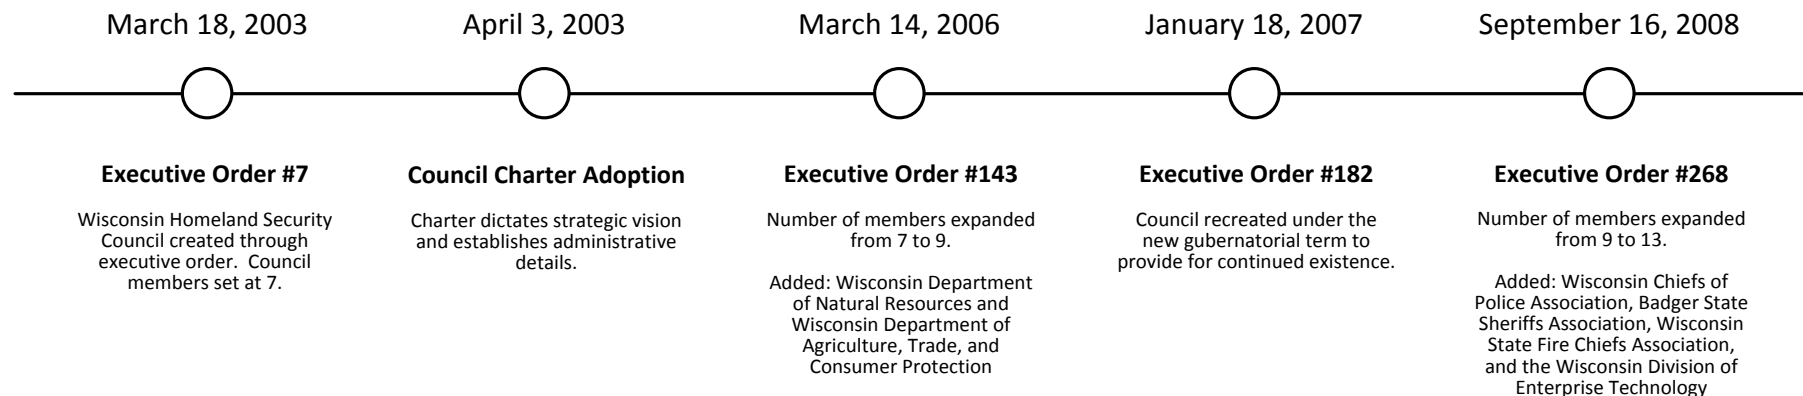 March 18, 2003
April 3, 2003
March 14, 2006
January 18, 2007
September 16, 2008
Executive Order #7
Wisconsin Homeland Security
Council created through
executive order.  Council
members set at 7.
Council Charter Adoption
Charter dictates strategic vision
and establishes administrative
details.
Executive Order #143
Number of members expanded
from 7 to 9.
Added: Wisconsin Department
of Natural Resources and
Wisconsin Department of
Agriculture, Trade, and
Consumer Protection
Executive Order #182
Council recreated under the
new gubernatorial term to
provide for continued existence.
Executive Order #268
Number of members expanded
from 9 to 13.
Added: Wisconsin Chiefs of
Police Association, Badger State
Sheriffs Association, Wisconsin
State Fire Chiefs Association,
and the Wisconsin Division of
Enterprise Technology